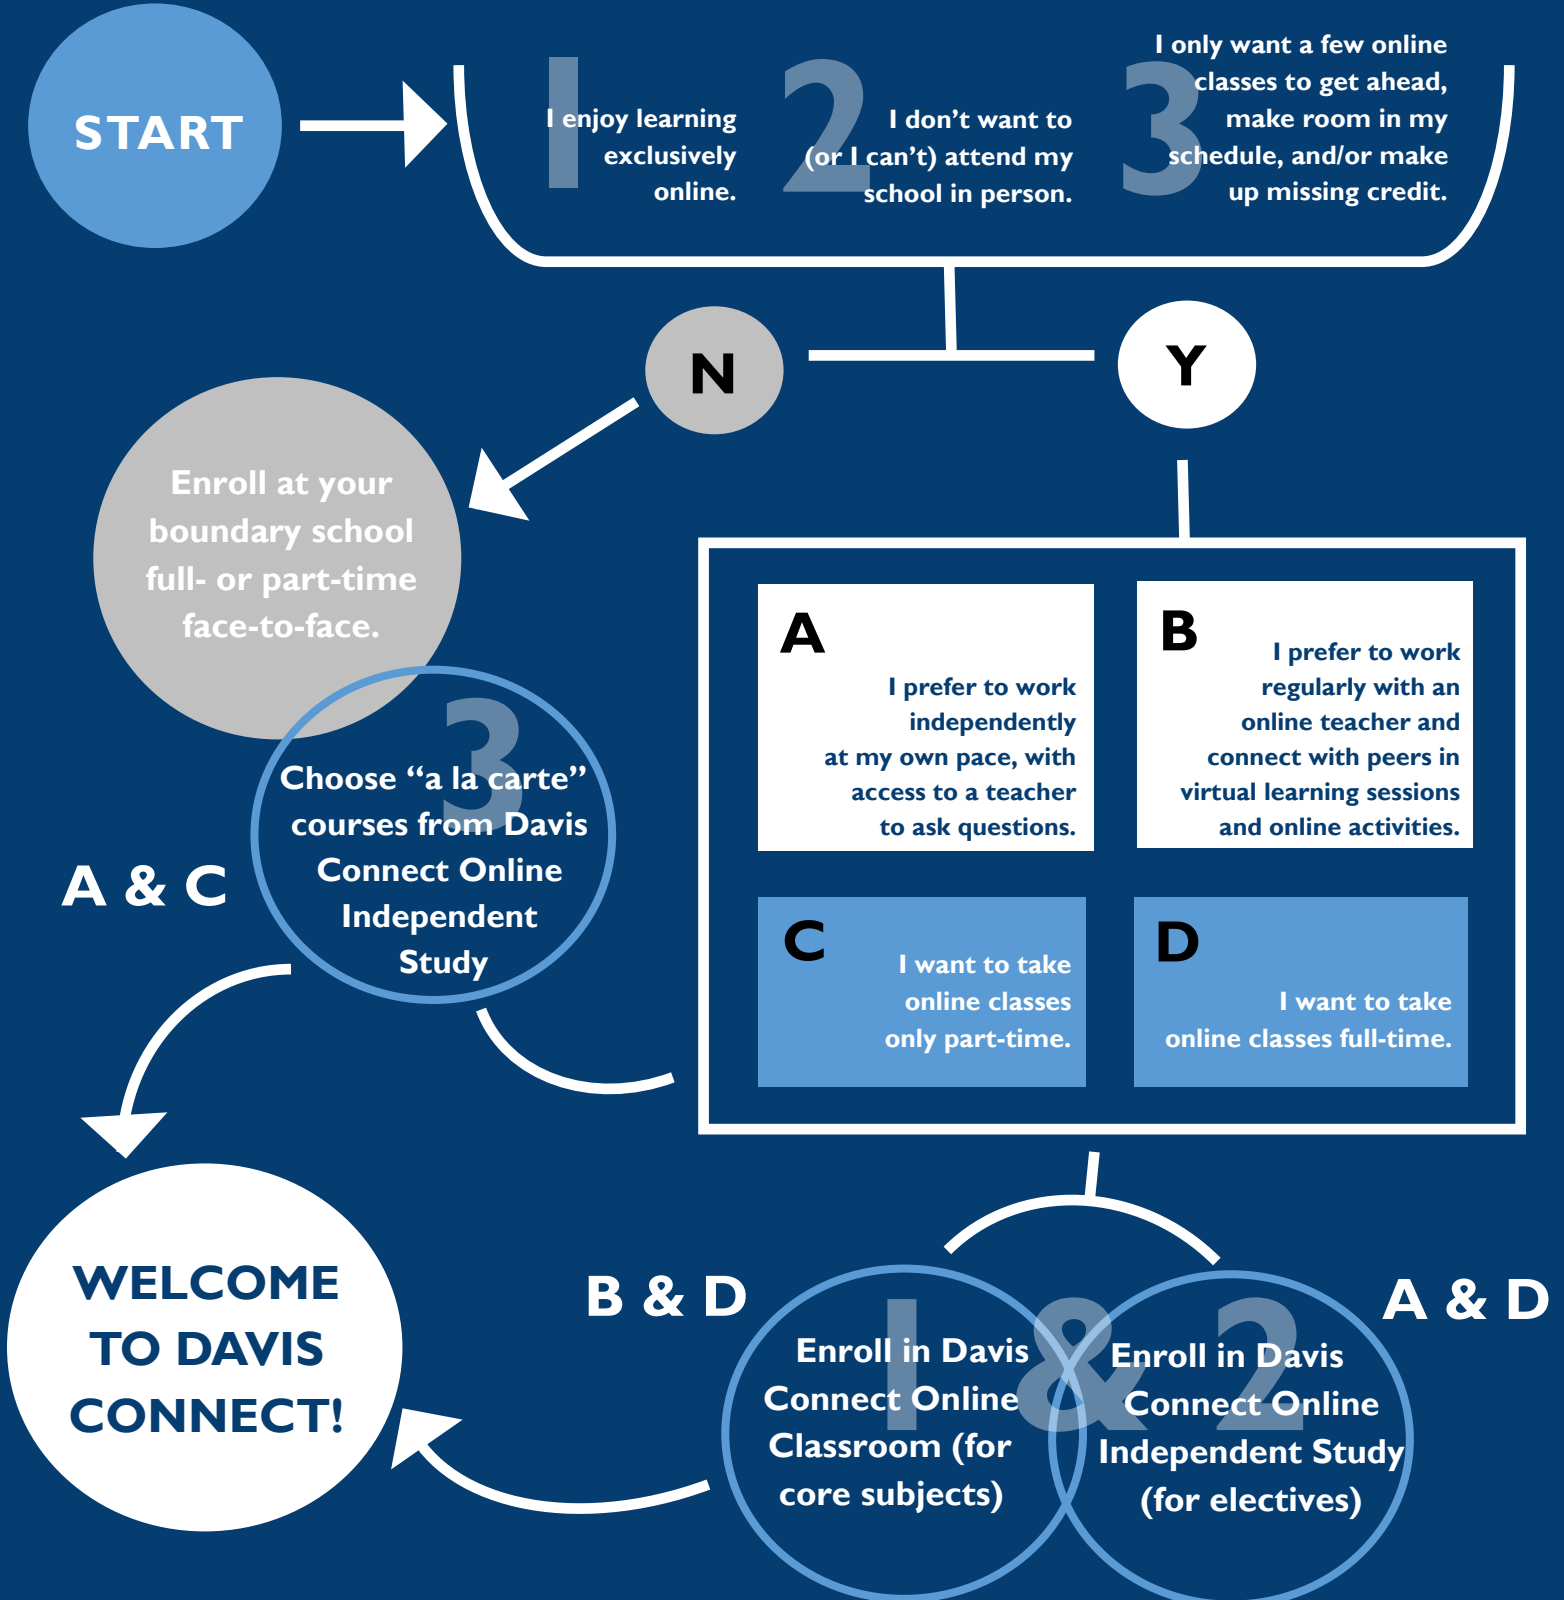 START
1
I enjoy learning
exclusively
online.
2
I don’t want to
(or I can’t) attend my
school in person.
3
I only want a few online
classes to get ahead,
make room in my
schedule, and/or make
up missing credit.
N
Y
Enroll at your
boundary school
full- or part-time
face-to-face.
A
I prefer to work
independently
at my own pace, with
access to a teacher
to ask questions.
B
I prefer to work
regularly with an
online teacher and
connect with peers in
virtual learning sessions
and online activities.
C
I want to take
online classes
only part-time.
D
I want to take
online classes full-time.
3
Choose “a la carte”
courses from Davis
Connect Online
Independent
Study
A & C
WELCOME
TO DAVIS
CONNECT!
B & D
1 & 2
A & D
Enroll in Davis
Connect Online
Classroom (for
core subjects)
Enroll in Davis
Connect Online
Independent Study
(for electives)